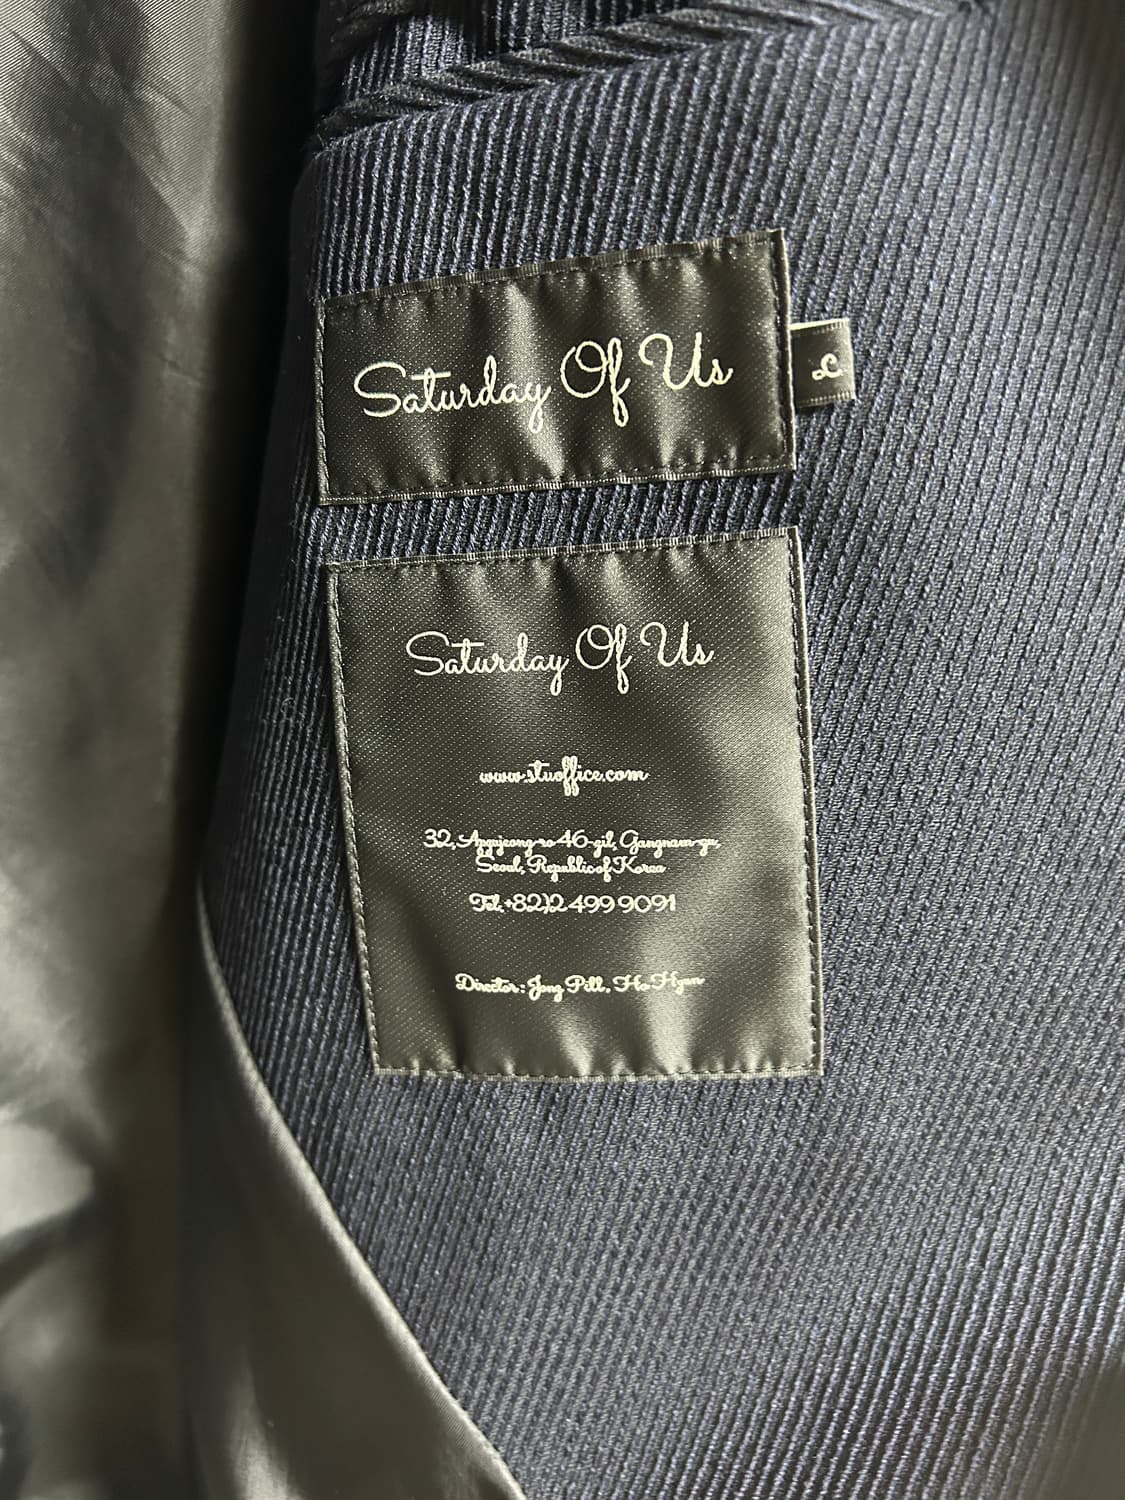 Saturday Of Us
L
Saturday Of Us
www.stuoffice.com
32, Apgujeong-ro 46-gil, Gangnam-gu,
Seoul, Republic of Korea
Tel.+82)2 499 9091
Director : Jong Pill, Ho Hyun